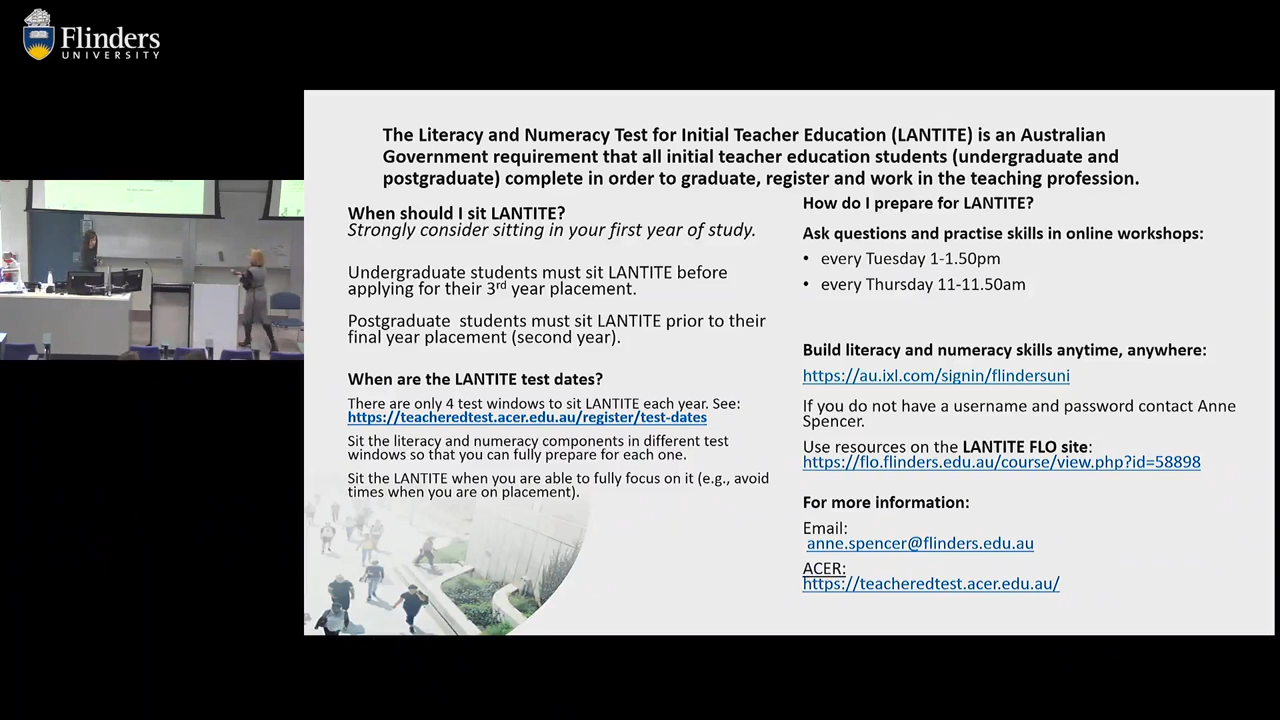 Flinders
UNIVERSITY
The Literacy and Numeracy Test for Initial Teacher Education (LANTITE) is an Australian
Government requirement that all initial teacher education students (undergraduate and
postgraduate) complete in order to graduate, register and work in the teaching profession.
When should I sit LANTITE?
Strongly consider sitting in your first year of study.
Undergraduate students must sit LANTITE before
applying for their 3rd year placement.
Postgraduate  students must sit LANTITE prior to their
final year placement (second year).
When are the LANTITE test dates?
There are only 4 test windows to sit LANTITE each year. See:
https://teacheredtest.acer.edu.au/register/test-dates
Sit the literacy and numeracy components in different test
windows so that you can fully prepare for each one.
Sit the LANTITE when you are able to fully focus on it (e.g., avoid
times when you are on placement).
How do I prepare for LANTITE?
Ask questions and practise skills in online workshops:
• every Tuesday 1-1.50pm
• every Thursday 11-11.50am
Build literacy and numeracy skills anytime, anywhere:
https://au.ixl.com/signin/flindersuni
If you do not have a username and password contact Anne
Spencer.
Use resources on the LANTITE FLO site:
https://flo.flinders.edu.au/course/view.php?id=58898
For more information:
Email:
anne.spencer@flinders.edu.au
ACER:
https://teacheredtest.acer.edu.au/